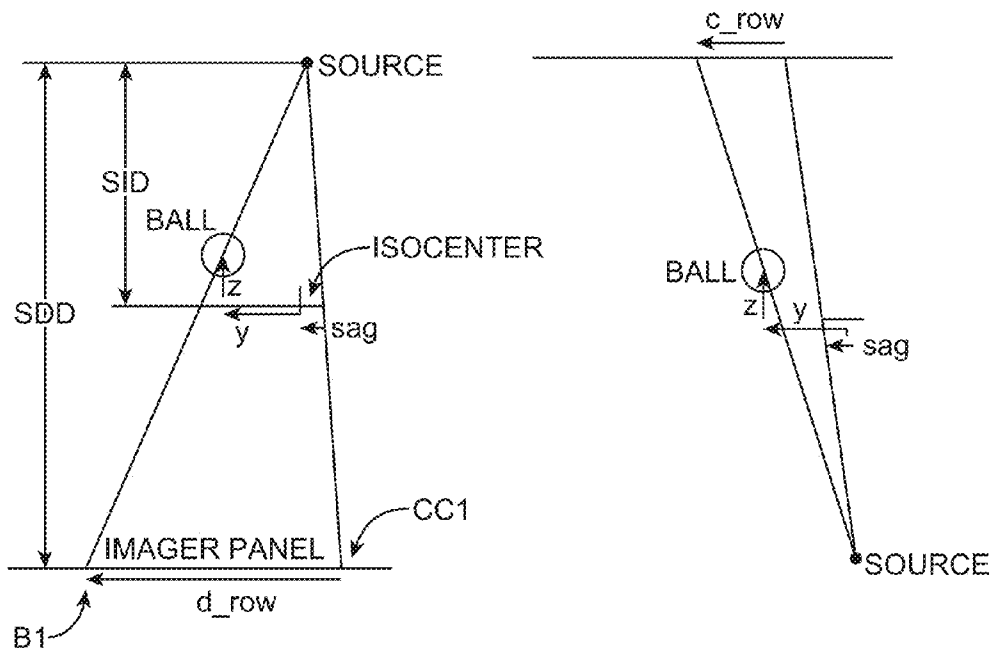 SOURCE
SID
BALL
ISOCENTER
SDD
z
y
sag
CC1
IMAGER PANEL
d_row
B1
c_row
BALL
z
y
sag
SOURCE